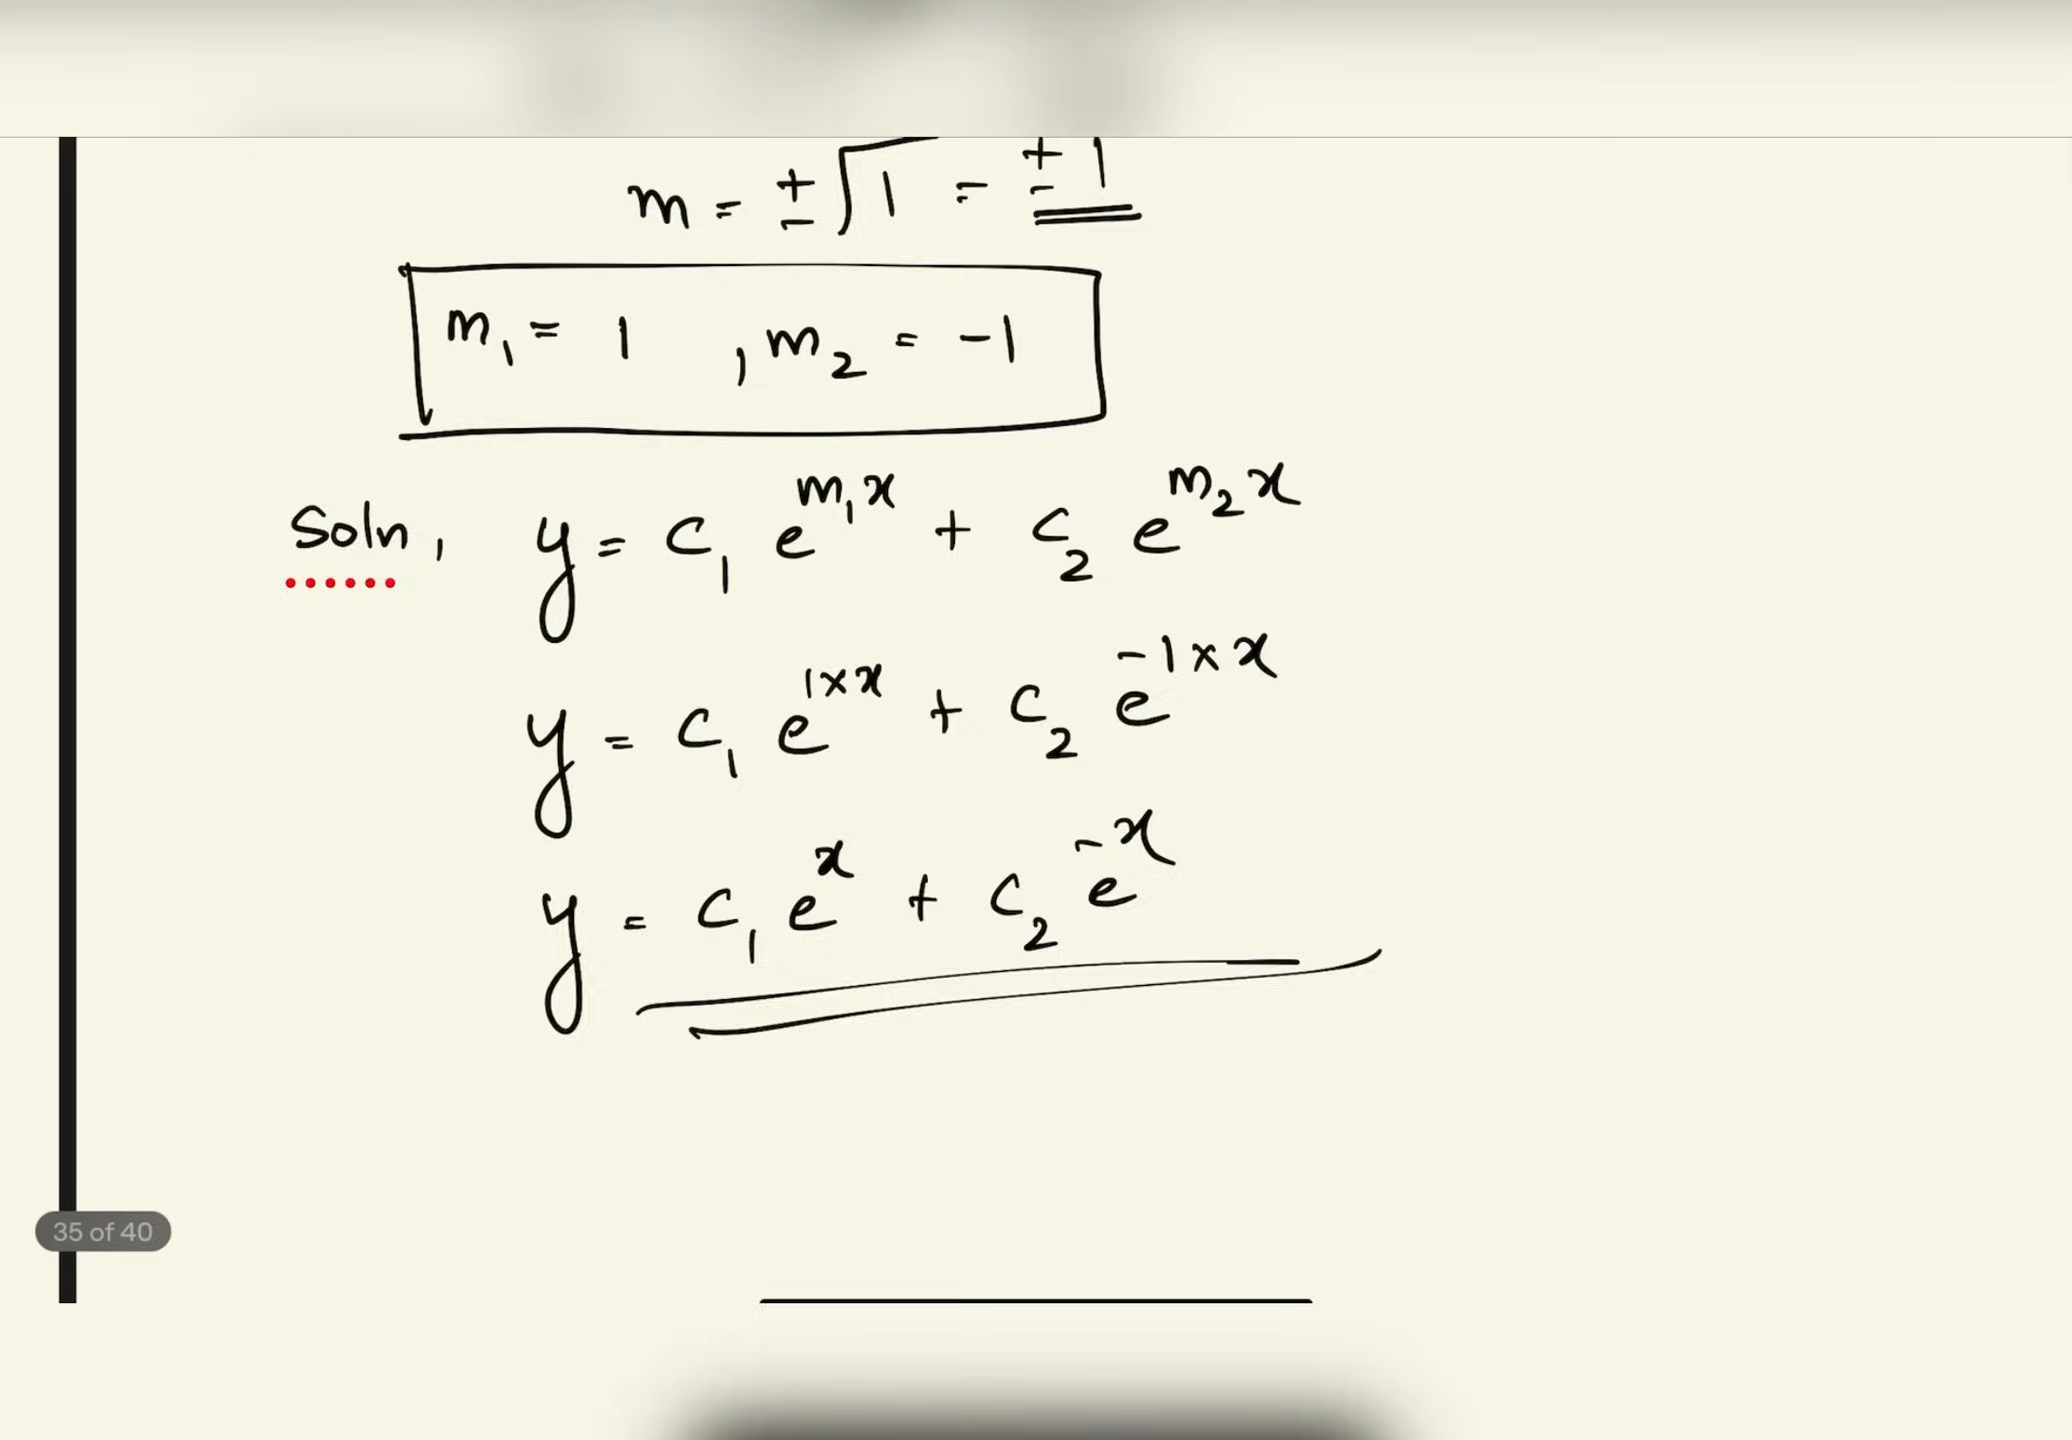 m = ± √1 = ± 1
m₁ = 1 , m₂ = -1
Soln, y = c₁ e^{m₁x} + c₂ e^{m₂x}
y = c₁ e^{1×x} + c₂ e^{-1×x}
y = c₁ e^{x} + c₂ e^{-x}
35 of 40